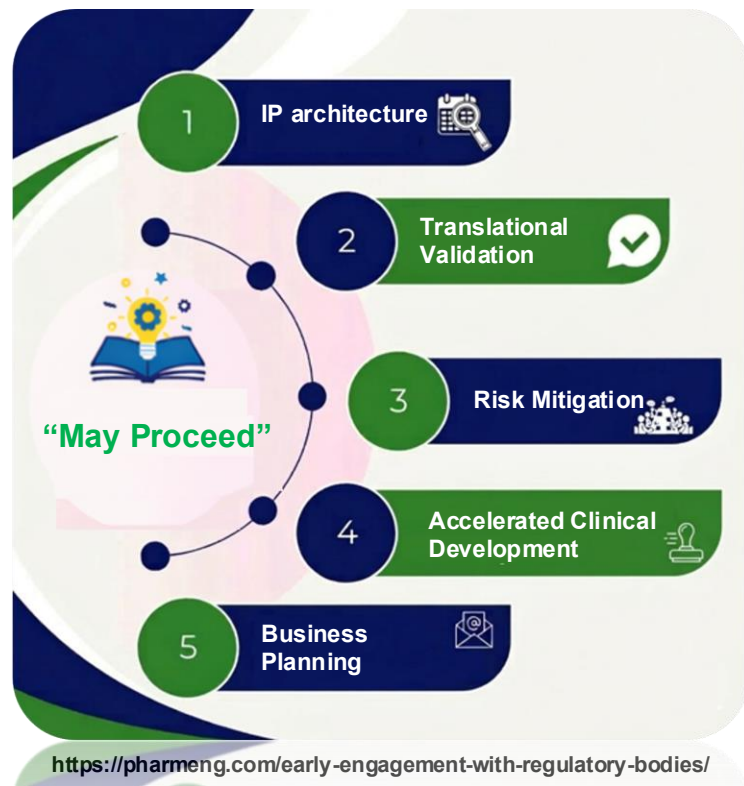 1
IP architecture
2
Translational
Validation
3
Risk Mitigation
“May Proceed”
4
Accelerated Clinical
Development
5
Business
Planning
@
https://pharmeng.com/early-engagement-with-regulatory-bodies/